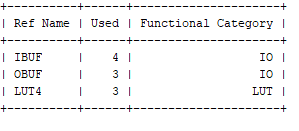 +----------+------+---------------------+
| Ref Name | Used | Functional Category |
+----------+------+---------------------+
| IBUF     |    4 |                  IO |
| OBUF     |    3 |                  IO |
| LUT4     |    3 |                 LUT |
+----------+------+---------------------+